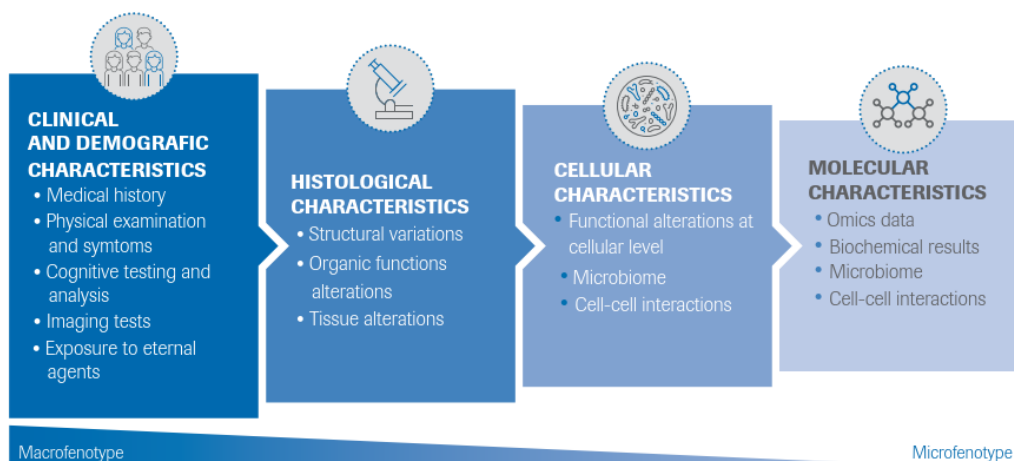 CLINICAL
AND DEMOGRAFIC
CHARACTERISTICS
• Medical history
• Physical examination
and symtoms
• Cognitive testing and
analysis
• Imaging tests
• Exposure to eternal
agents
HISTOLOGICAL
CHARACTERISTICS
• Structural variations
• Organic functions
alterations
• Tissue alterations
CELLULAR
CHARACTERISTICS
• Functional alterations at
cellular level
• Microbiome
• Cell-cell interactions
MOLECULAR
CHARACTERISTICS
• Omics data
• Biochemical results
• Microbiome
• Cell-cell interactions
Macrofenotype
Microfenotype